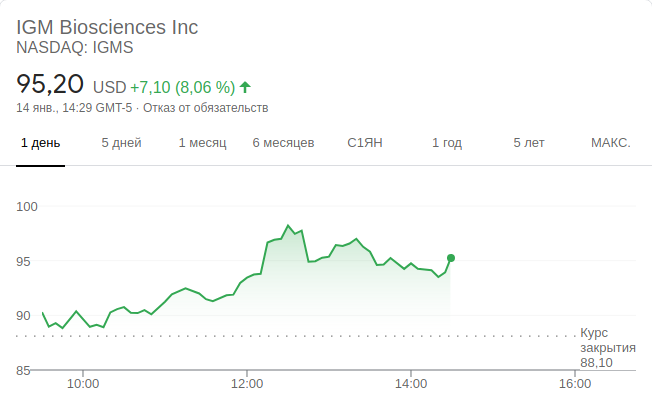 IGM Biosciences Inc
NASDAQ: IGMS
95,20 USD +7,10 (8,06 %)
14 янв., 14:29 GMT-5 · Отказ от обязательств
1 день 5 дней 1 месяц 6 месяцев С1ЯН 1 год 5 лет МАКС.
100
95
90
Курс
закрытия
88,10
85
10:00 12:00 14:00 16:00